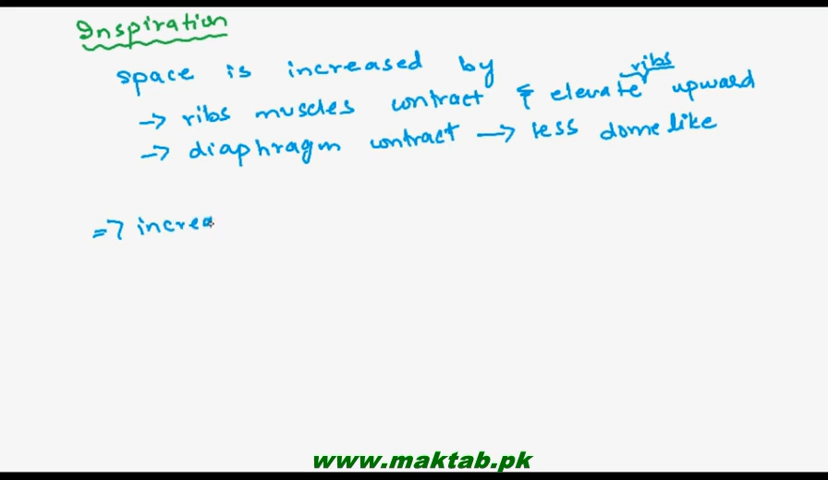 Inspiration
space is increased by
→ ribs muscles contract & elevate ribs upward
→ diaphragm contract → less dome like
⇒ increa
www.maktab.pk